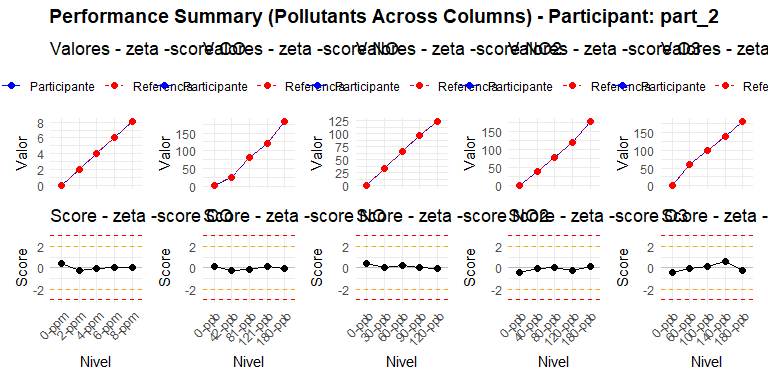 Performance Summary (Pollutants Across Columns) - Participant: part_2
Valores - zeta -score CO Valores - zeta -score NO Valores - zeta -score NO2 Valores - zeta -score O3 Valores - zeta -
Participante Referencia Participante Referencia Participante Referencia Participante Referencia Participante Refere
Valor Valor Valor Valor Valor
8 6 4 2 0
150 100 50 0
125 100 75 50 25 0
150 100 50 0
150 100 50 0
Score - zeta -score CO Score - zeta -score NO Score - zeta -score NO2 Score - zeta -score O3 Score - zeta -
Score Score Score Score Score
2 0 -2
2 0 -2
2 0 -2
2 0 -2
2 0 -2
0-ppm 2-ppm 4-ppm 6-ppm 8-ppm
0-ppb 42-ppb 81-ppb 121-ppb 180-ppb
0-ppb 30-ppb 60-ppb 90-ppb 120-ppb
0-ppb 40-ppb 80-ppb 120-ppb 180-ppb
0-ppb 60-ppb 100-ppb 140-ppb 180-ppb
Nivel Nivel Nivel Nivel Nivel